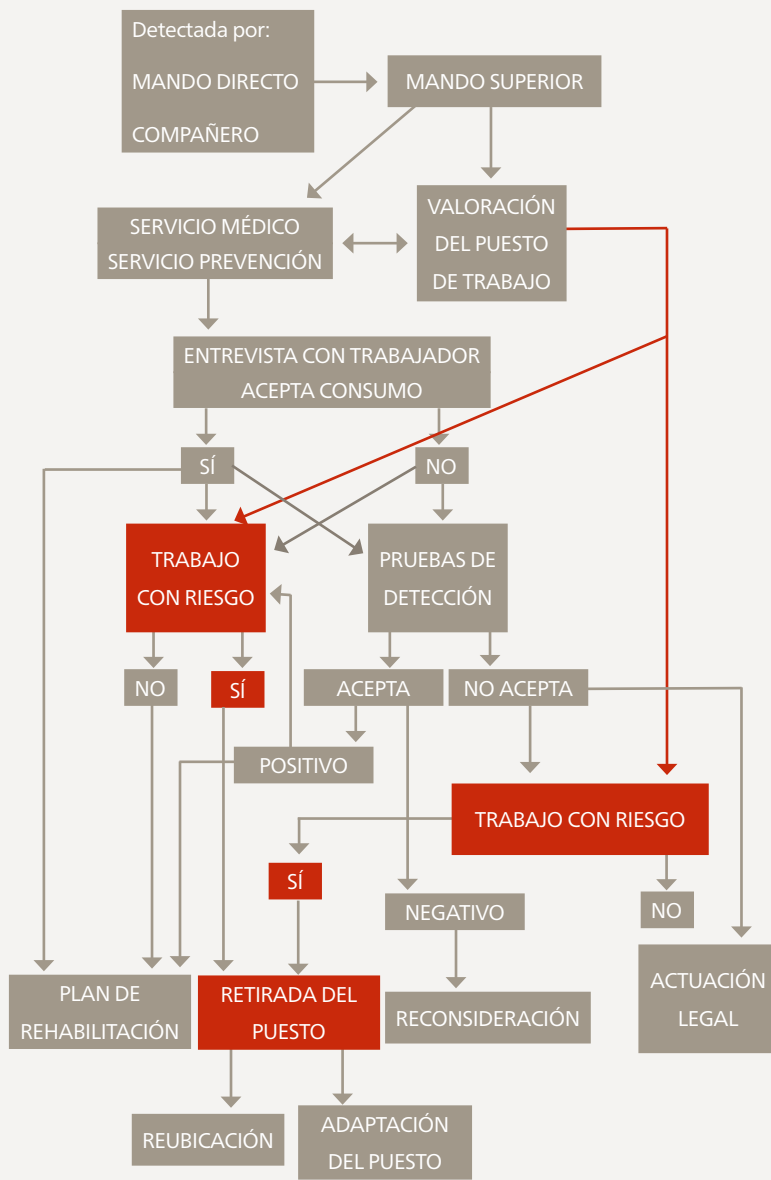 Detectada por:
MANDO DIRECTO
COMPAÑERO
MANDO SUPERIOR
SERVICIO MÉDICO
SERVICIO PREVENCIÓN
VALORACIÓN
DEL PUESTO
DE TRABAJO
ENTREVISTA CON TRABAJADOR
ACEPTA CONSUMO
SÍ
NO
TRABAJO
CON RIESGO
PRUEBAS DE
DETECCIÓN
NO
SÍ
ACEPTA
NO ACEPTA
POSITIVO
TRABAJO CON RIESGO
SÍ
NEGATIVO
NO
PLAN DE
REHABILITACIÓN
RETIRADA DEL
PUESTO
RECONSIDERACIÓN
ACTUACIÓN
LEGAL
REUBICACIÓN
ADAPTACIÓN
DEL PUESTO